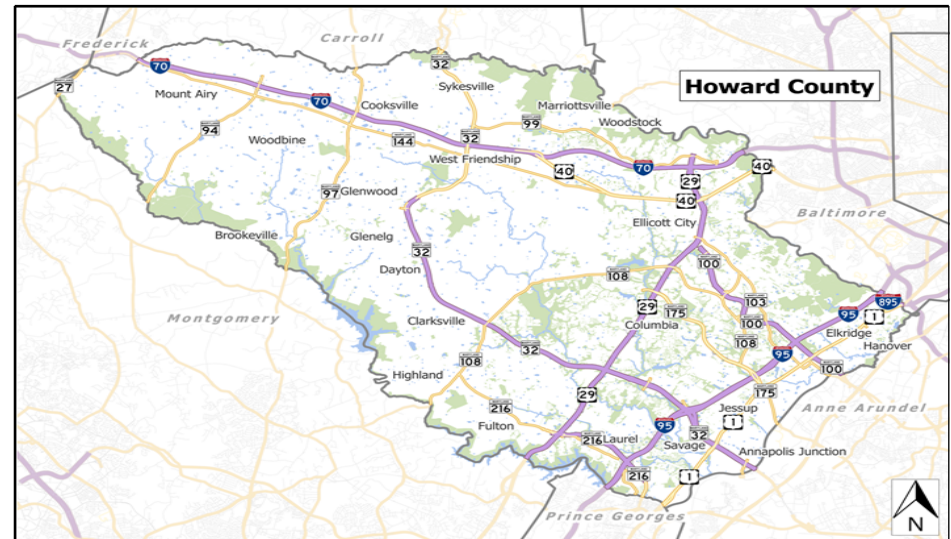 Frederick
Carroll
32
70
27
Mount Airy
Sykesville
Howard County
70
Cooksville
Marriottsville
94
99
Woodstock
Woodbine
144
32
West Friendship
40
70
40
29
97
Glenwood
40
Ellicott City
Baltimore
Brookeville
Glenelg
32
100
Dayton
108
29
175
103
895
95
1
Montgomery
Clarksville
Columbia
100
Elkridge
108
Hanover
32
95
108
100
Highland
29
175
216
Jessup
Anne Arundel
Fulton
95
1
216
Laurel
32
Savage
Annapolis Junction
216
1
Prince Georges
N